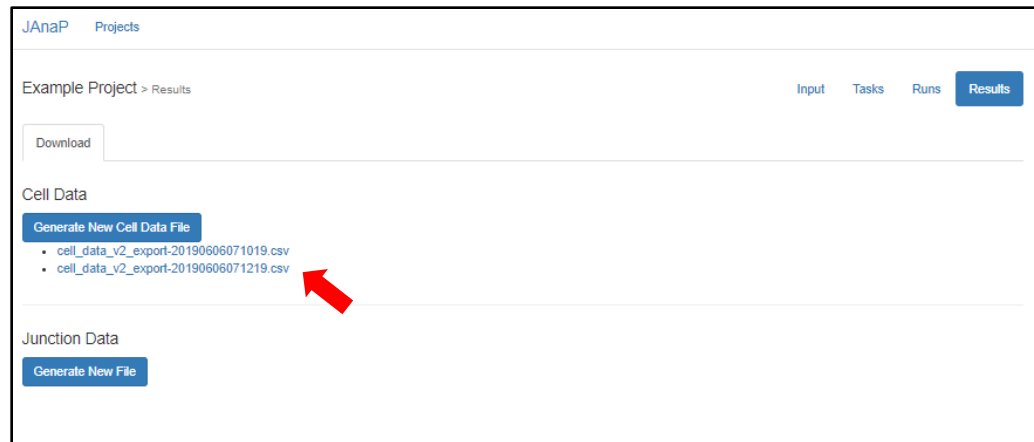 JAnaP Projects
Example Project > Results Input Tasks Runs Results
Download
Cell Data
Generate New Cell Data File
cell_data_v2_export-20190606071019.csv
cell_data_v2_export-20190606071219.csv
Junction Data
Generate New File